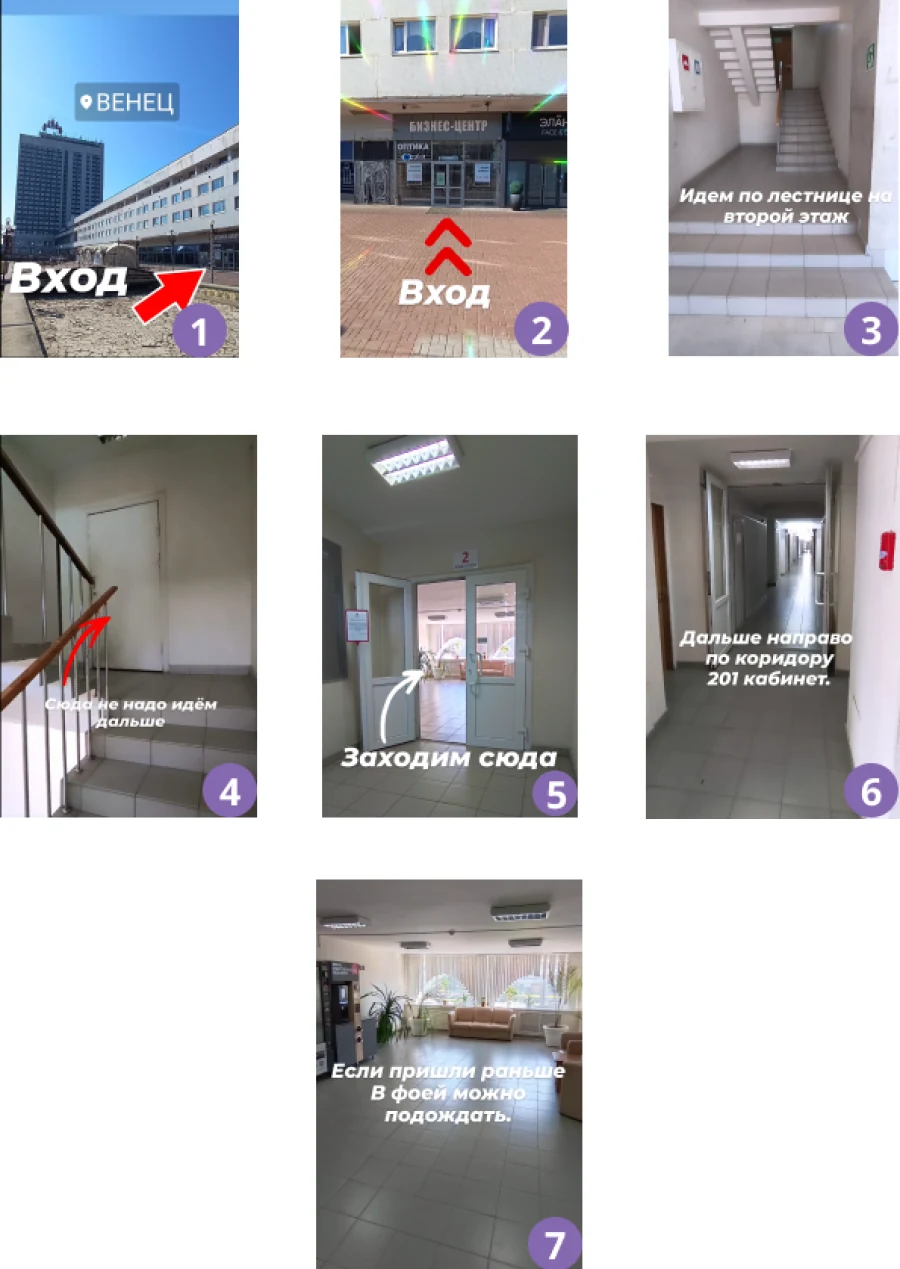 ВЕНЕЦ
Вход
1
БИЗНЕС-ЦЕНТР
ОПТИКА
ЭЛАН
Вход
2
Идем по лестнице на
второй этаж
3
Сюда не надо идём
дальше
4
2
Заходим сюда
5
Дальше направо
по коридору
201 кабинет.
6
Если пришли раньше
В фоей можно
подождать.
7